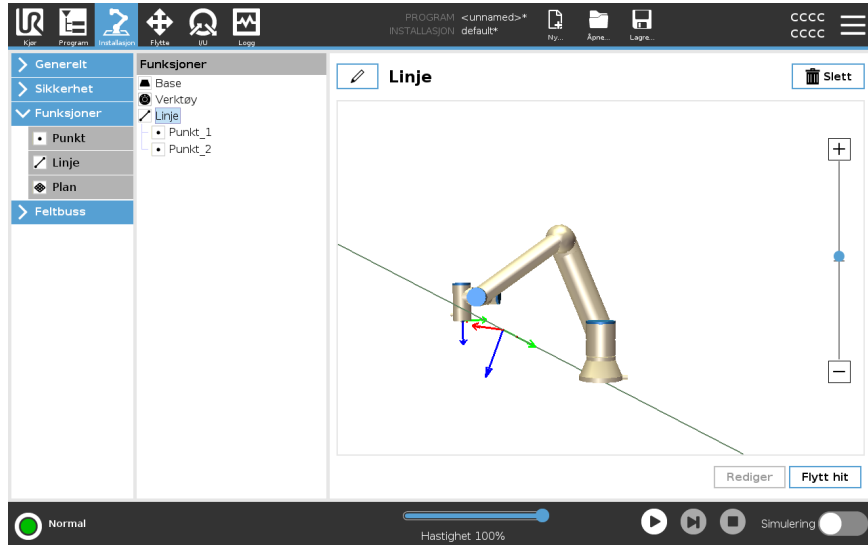 PROGRAM <unnamed>*
INSTALLASJON default*
CCCC
CCCC
Kjør Program Installasjon Flytte I/U Logg Ny... Åpne... Lagre...
Generelt
Sikkerhet
Funksjoner
Punkt
Linje
Plan
Feltbuss
Funksjoner
Base
Verktøy
Linje
Punkt_1
Punkt_2
Linje
Slett
Rediger Flytt hit
Normal
Hastighet 100%
Simulering